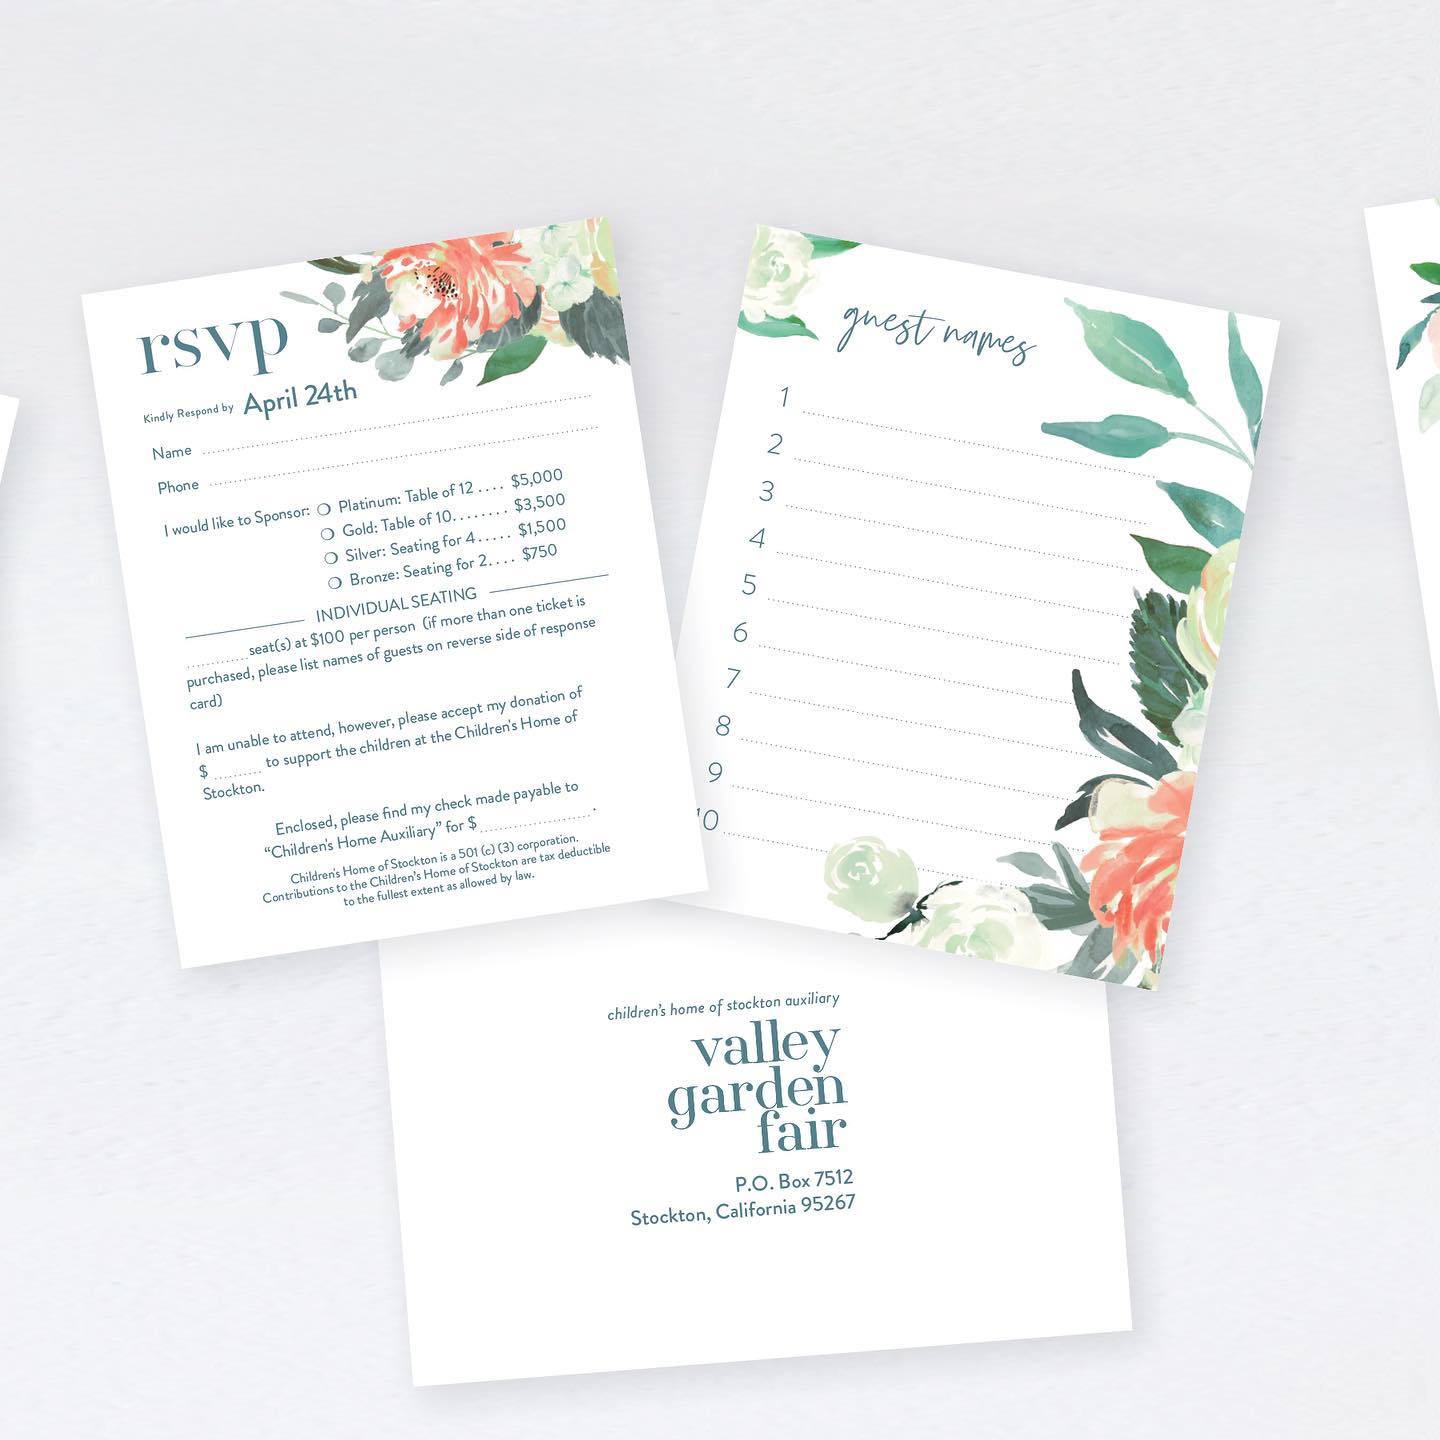 rsvp
Kindly Respond by April 24th
Name
Phone
I would like to Sponsor: Platinum: Table of 12 .... $5,000
Gold: Table of 10........ $3,500
Silver: Seating for 4..... $1,500
Bronze: Seating for 2.... $750
INDIVIDUAL SEATING
..........seat(s) at $100 per person (if more than one ticket is
purchased, please list names of guests on reverse side of response
card)
I am unable to attend, however, please accept my donation of
$ .......... to support the children at the Children's Home of
Stockton.
Enclosed, please find my check made payable to
“Children's Home Auxiliary” for $ ...................... .
Children's Home of Stockton is a 501 (c) (3) corporation.
Contributions to the Children's Home of Stockton are tax deductible
to the fullest extent as allowed by law.
guest names
1
2
3
4
5
6
7
8
9
10
children's home of stockton auxiliary
valley
garden
fair
P.O. Box 7512
Stockton, California 95267